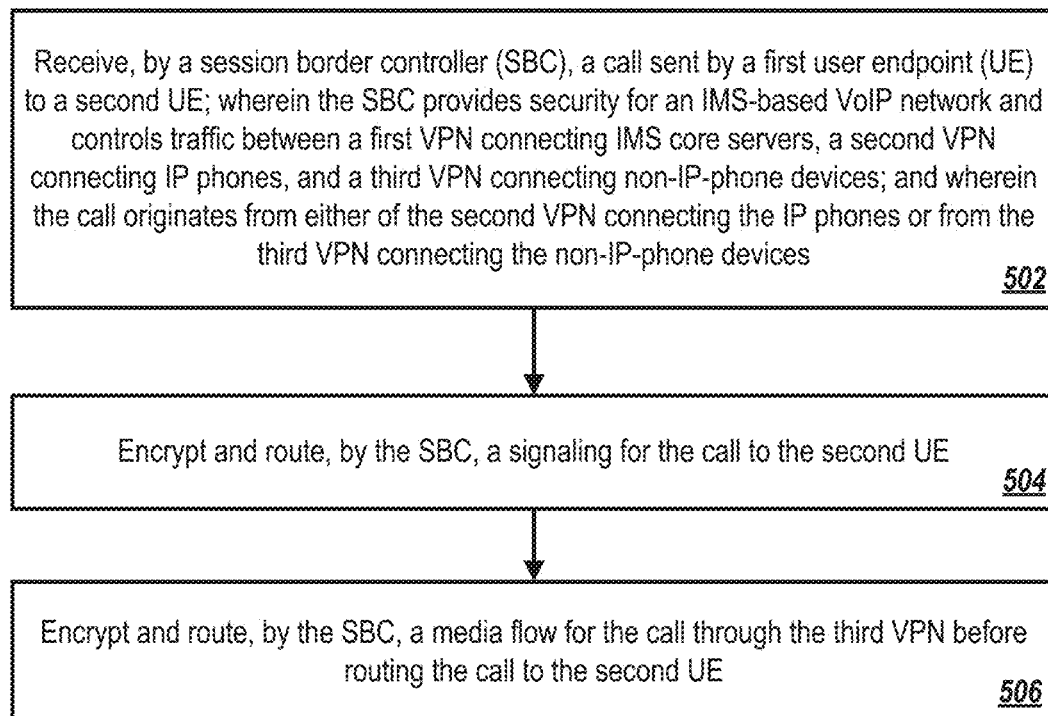 Receive, by a session border controller (SBC), a call sent by a first user endpoint (UE)
to a second UE; wherein the SBC provides security for an IMS-based VoIP network and
controls traffic between a first VPN connecting IMS core servers, a second VPN
connecting IP phones, and a third VPN connecting non-IP-phone devices; and wherein
the call originates from either of the second VPN connecting the IP phones or from the
third VPN connecting the non-IP-phone devices
502
Encrypt and route, by the SBC, a signaling for the call to the second UE
504
Encrypt and route, by the SBC, a media flow for the call through the third VPN before
routing the call to the second UE
506